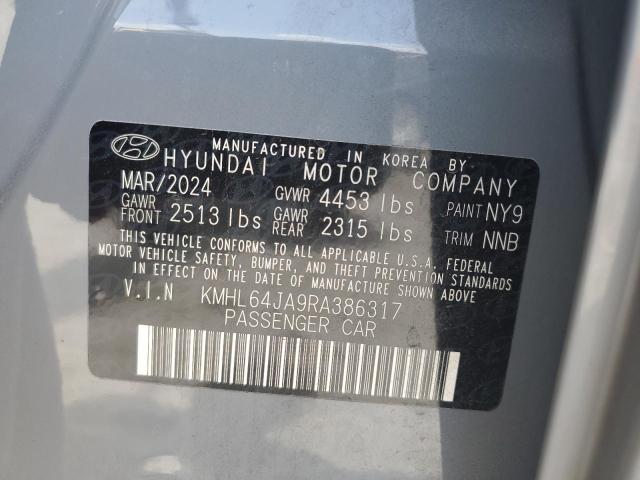 MANUFACTURED IN KOREA BY
HYUNDAI MOTOR COMPANY
MAR/2024 GVWR 4453 lbs PAINT NY9
GAWR FRONT 2513 lbs GAWR REAR 2315 lbs TRIM NNB
THIS VEHICLE CONFORMS TO ALL APPLICABLE U.S.A. FEDERAL
MOTOR VEHICLE SAFETY, BUMPER, AND THEFT PREVENTION STANDARDS
IN EFFECT ON THE DATE OF MANUFACTURE SHOWN ABOVE
V.I.N KMHL64JA9RA386317
PASSENGER CAR